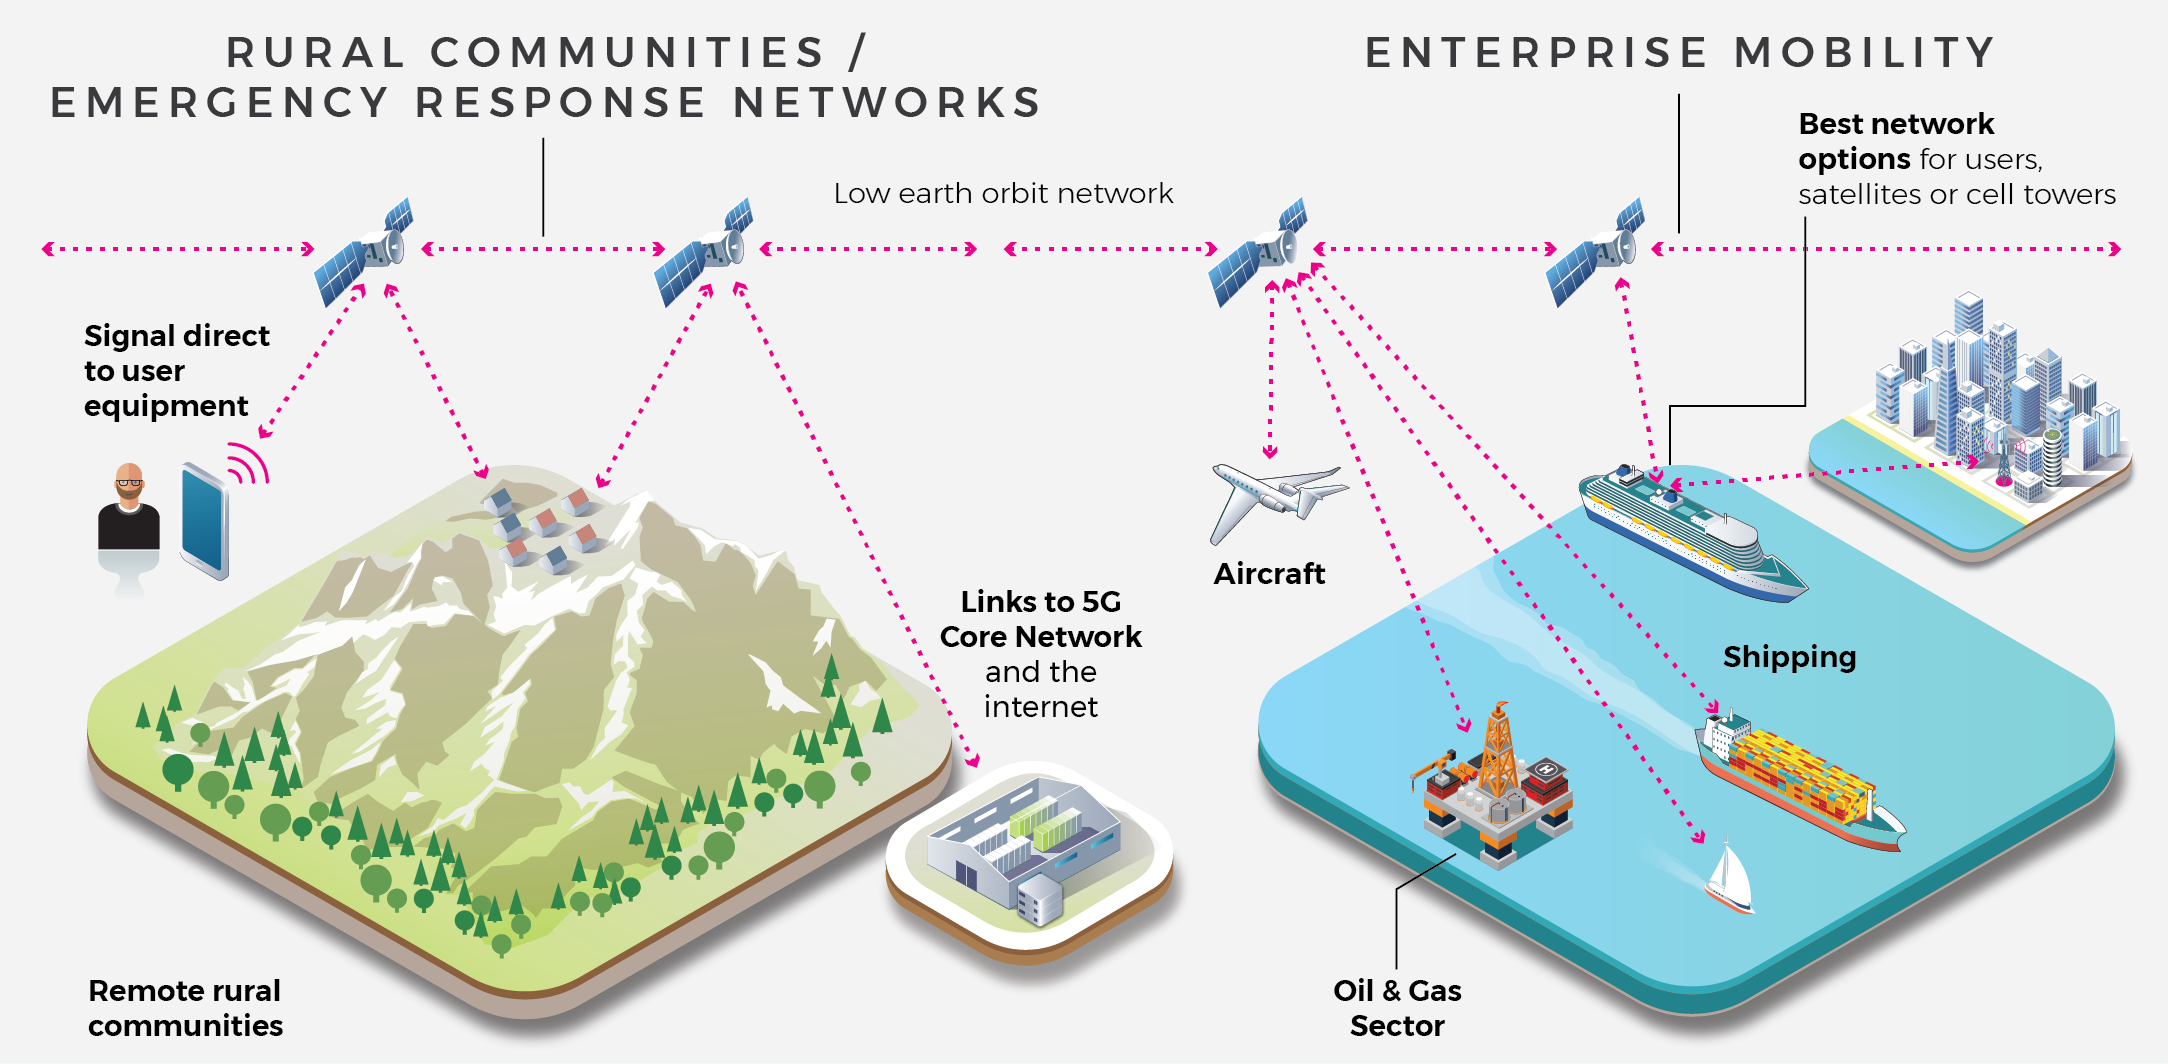 RURAL COMMUNITIES /
EMERGENCY RESPONSE NETWORKS
ENTERPRISE MOBILITY
Best network
options for users,
satellites or cell towers
Low earth orbit network
Signal direct
to user
equipment
Aircraft
Links to 5G
Core Network
and the
internet
Shipping
H
Remote rural
communities
Oil & Gas
Sector